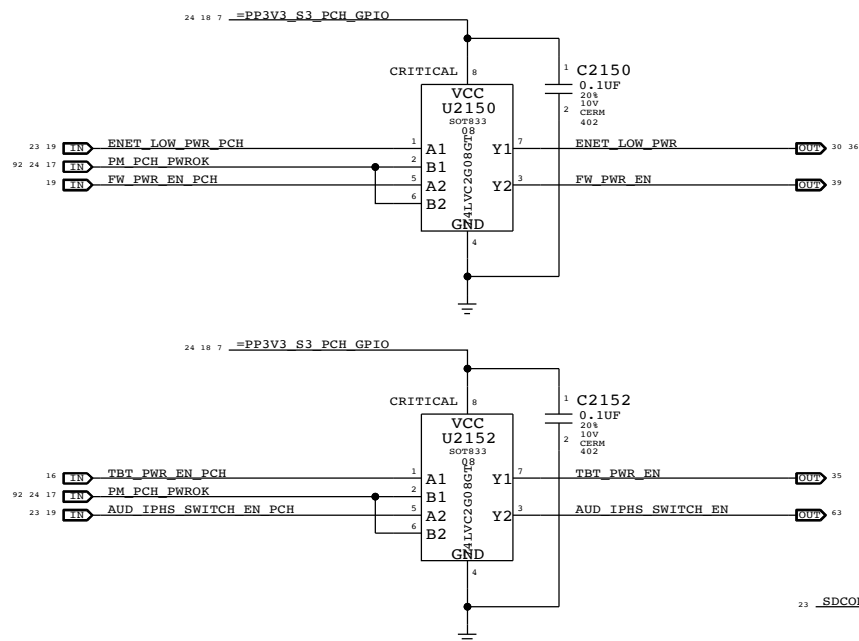 24 18 7 =PP3V3_S3_PCH_GPIO
CRITICAL
8
VCC
U2150
SOT833
08
74LVC2G08GT
1
C2150
0.1UF
20%
10V
CERM
402
2
23 19 IN ENET_LOW_PWR_PCH 1 A1 Y1 7 ENET_LOW_PWR OUT 30 36
92 24 17 IN PM_PCH_PWROK 2 B1
19 IN FW_PWR_EN_PCH 5 A2 Y2 3 FW_PWR_EN OUT 39
6 B2
GND
4
24 18 7 =PP3V3_S3_PCH_GPIO
CRITICAL
8
VCC
U2152
SOT833
08
74LVC2G08GT
1
C2152
0.1UF
20%
10V
CERM
402
2
16 IN TBT_PWR_EN_PCH 1 A1 Y1 7 TBT_PWR_EN OUT 35
92 24 17 IN PM_PCH_PWROK 2 B1
23 19 IN AUD_IPHS_SWITCH_EN_PCH 5 A2 Y2 3 AUD_IPHS_SWITCH_EN OUT 63
6 B2
GND
4
23